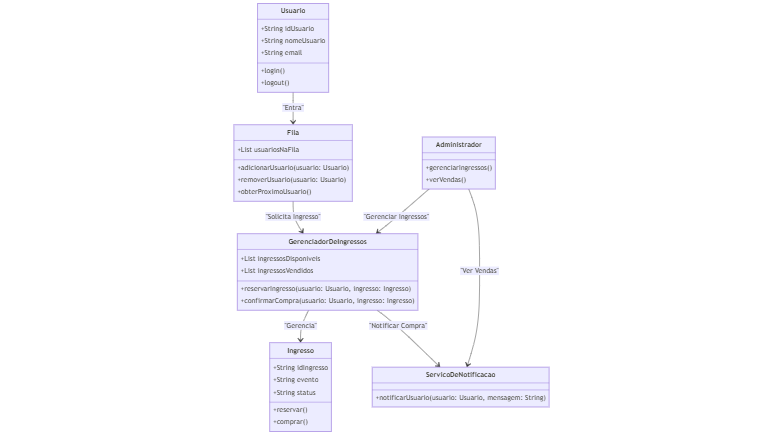 Usuario
+String idUsuario
+String nomeUsuario
+String email
+login()
+logout()
"Entra"
Fila
+List usuariosNaFila
+adicionarUsuario(usuario: Usuario)
+removerUsuario(usuario: Usuario)
+obterProximoUsuario()
Administrador
+gerenciarIngressos()
+verVendas()
"Solicita Ingresso"
"Gerenciar Ingressos"
GerenciadorDeIngressos
+List ingressosDisponiveis
+List ingressosVendidos
+reservarIngresso(usuario: Usuario, ingresso: Ingresso)
+confirmarCompra(usuario: Usuario, ingresso: Ingresso)
"Ver Vendas"
"Gerencia"
"Notificar Compra"
Ingresso
+String idIngresso
+String evento
+String status
+reservar()
+comprar()
ServicoDeNotificacao
+notificarUsuario(usuario: Usuario, mensagem: String)